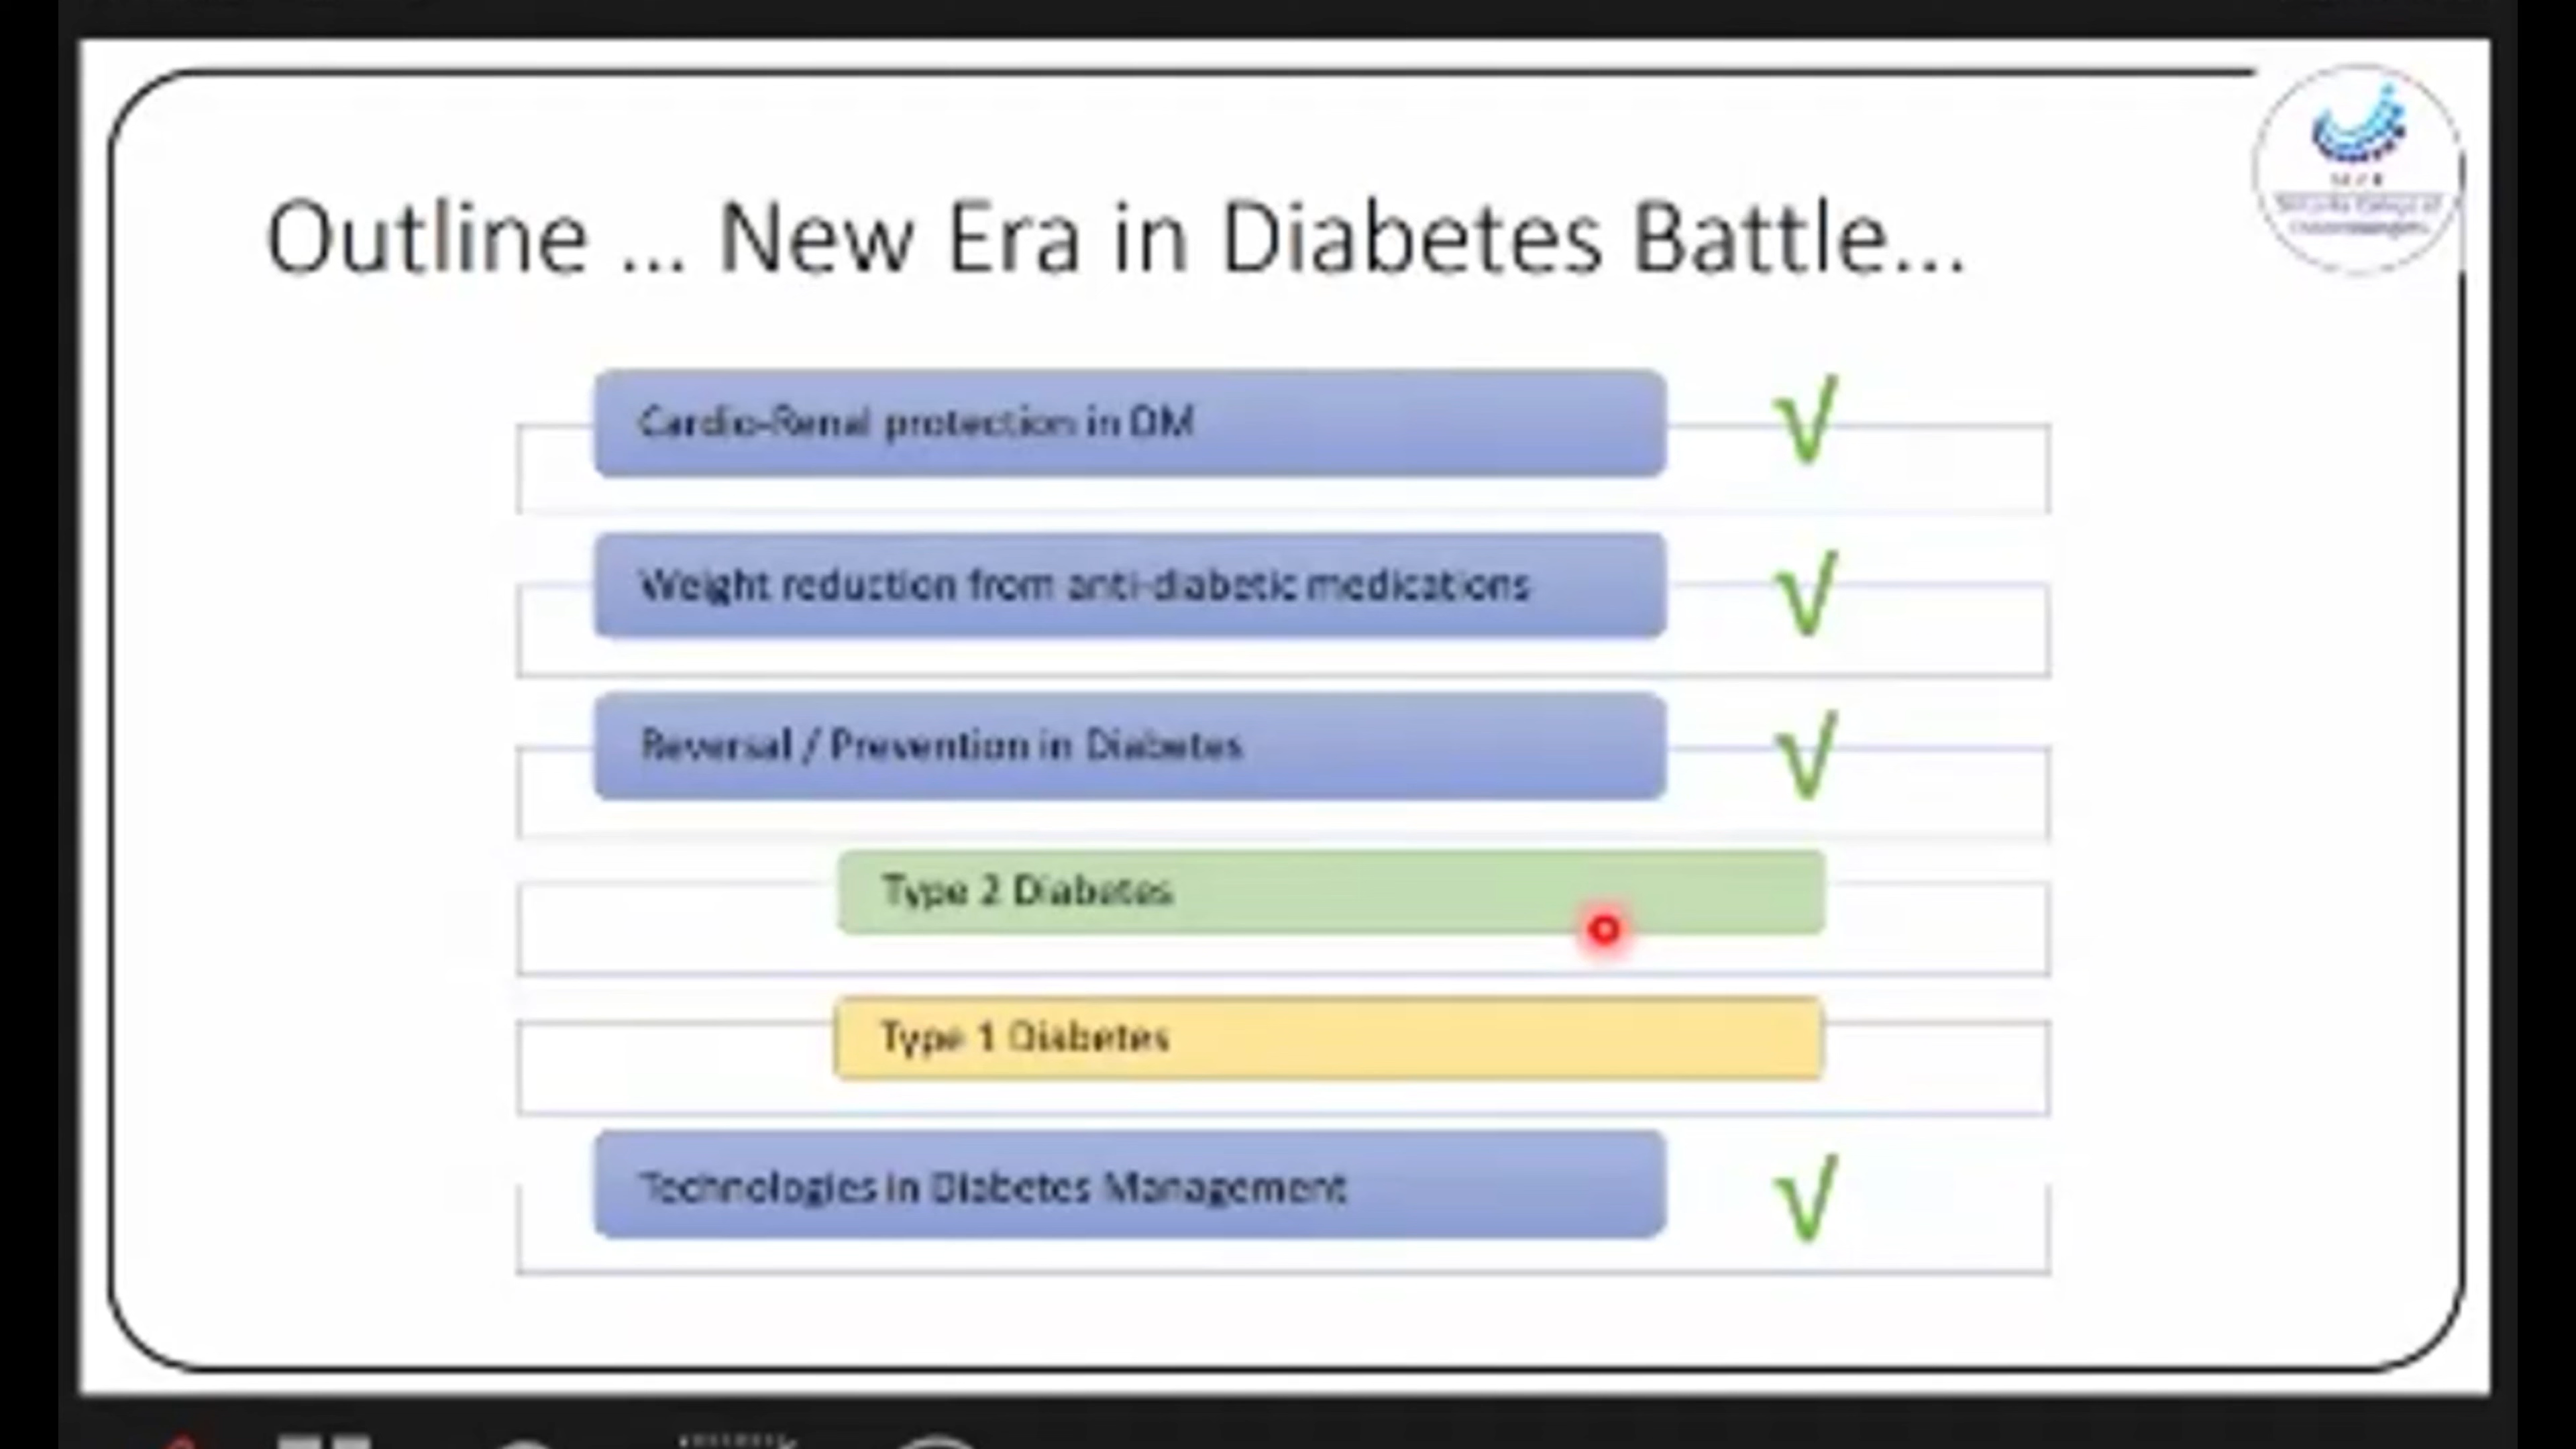 Outline ... New Era in Diabetes Battle...
Cardio-Renal protection in DM
Weight reduction from anti-diabetic medications
Reversal / Prevention in Diabetes
Type 2 Diabetes
Type 1 Diabetes
Technologies in Diabetes Management